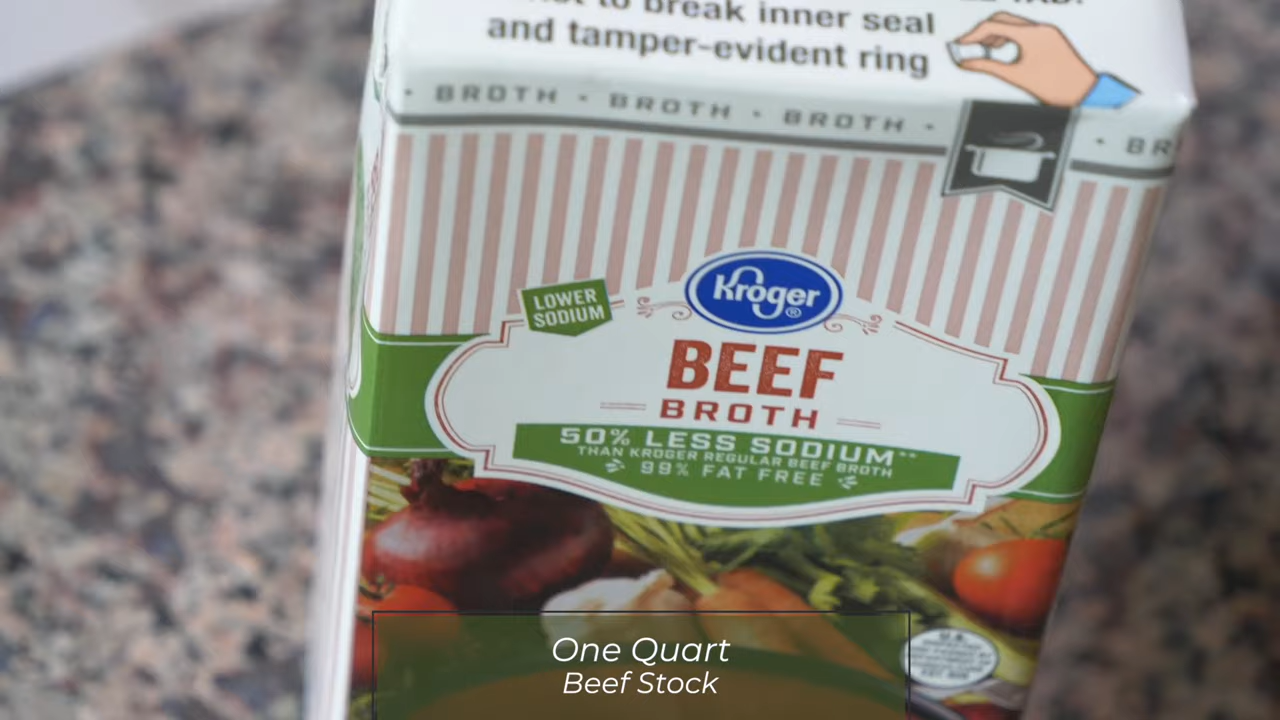 to break inner seal
and tamper-evident ring
• BROTH • BROTH • BROTH •
• BR
LOWER
SODIUM
Kroger®
BEEF
BROTH
50% LESS SODIUM**
THAN KROGER REGULAR BEEF BROTH
99% FAT FREE
U.S.
One Quart
Beef Stock